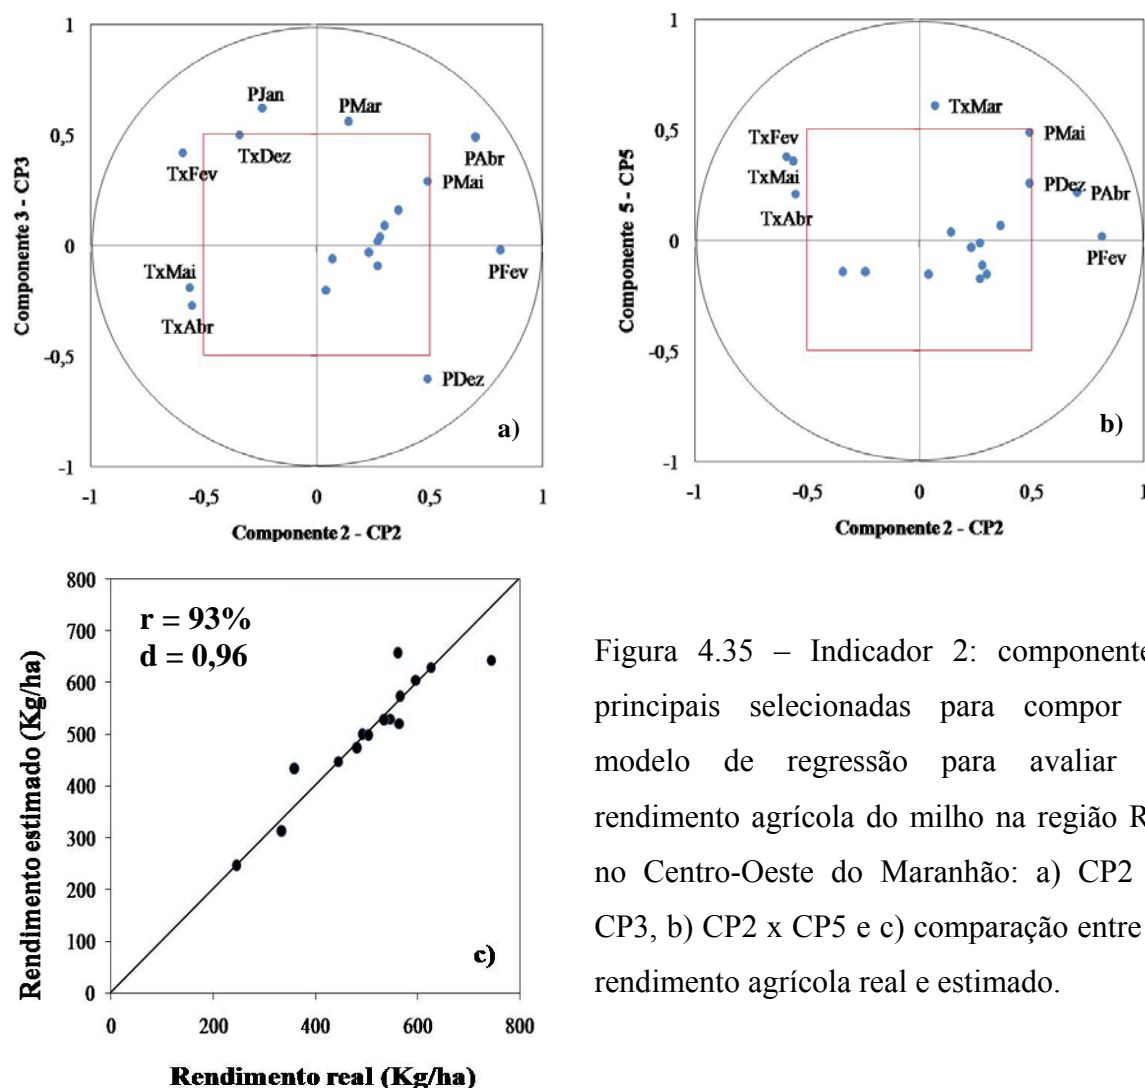 1
PJan
PMar
0,5
TxDez
PAbr
TxFev
PMai
0
PFev
TxMai
TxAbr
-0,5
PDez
a)
-1
-1 -0,5 0 0,5 1
Componente 3 - CP3
Componente 2 - CP2
1
TxMar
0,5
TxFev
PMai
TxMai
PDez
PAbr
TxAbr
0
PFev
-0,5
b)
-1
-1 -0,5 0 0,5 1
Componente 5 - CP5
Componente 2 - CP2
800
r = 93%
700
d = 0,96
600
500
400
300
200
100
c)
0
0 200 400 600 800
Rendimento estimado (Kg/ha)
Rendimento real (Kg/ha)
Figura 4.35 – Indicador 2: component
principais selecionadas para compor
modelo de regressão para avaliar
rendimento agrícola do milho na região R
no Centro-Oeste do Maranhão: a) CP2
CP3, b) CP2 x CP5 e c) comparação entre
rendimento agrícola real e estimado.